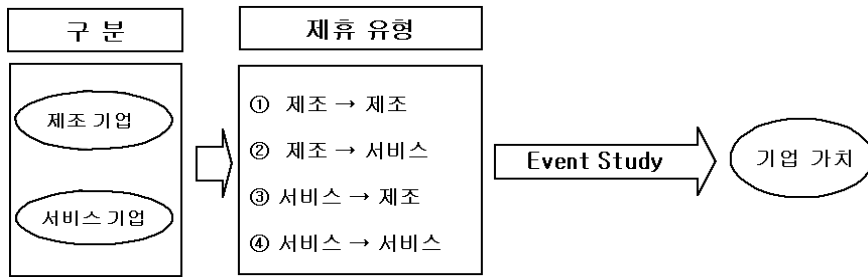 구 분
제휴 유형
제조 기업
서비스 기업
① 제조 → 제조
② 제조 → 서비스
③ 서비스 → 제조
④ 서비스 → 서비스
Event Study
기업 가치